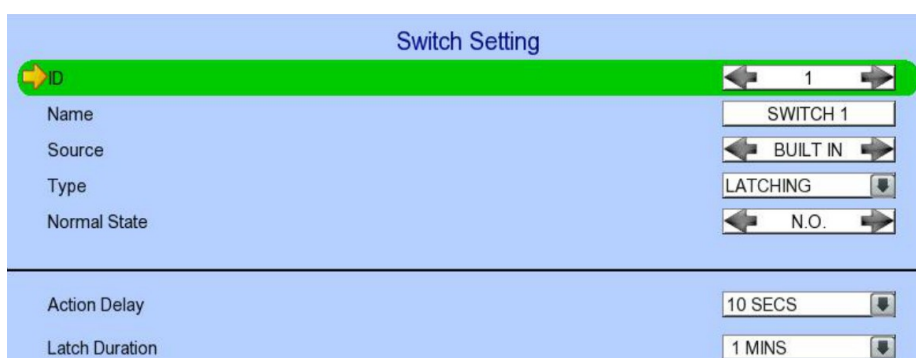 Switch Setting
ID 1
Name SWITCH 1
Source BUILT IN
Type LATCHING
Normal State N.O.
Action Delay 10 SECS
Latch Duration 1 MINS